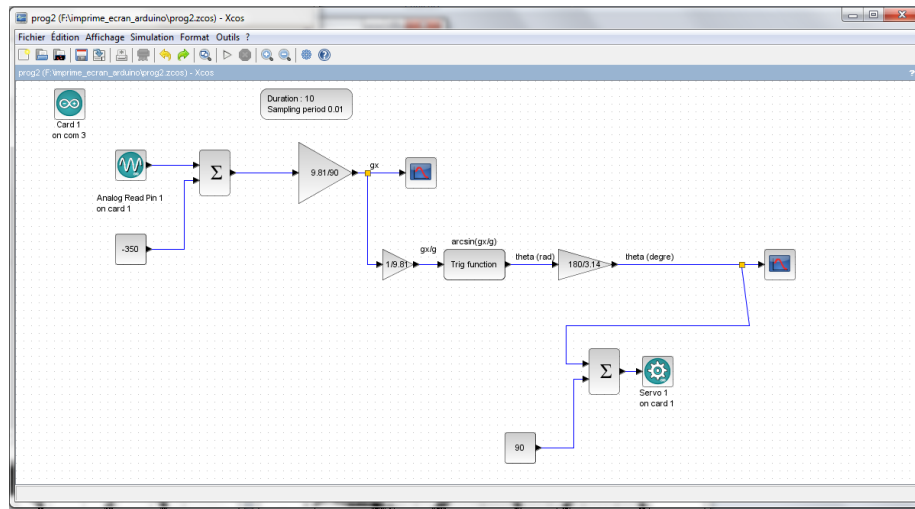 prog2 (F:\imprime_ecran_arduino\prog2.zcos) - Xcos
Fichier Édition Affichage Simulation Format Outils ?
prog2 (F:\imprime_ecran_arduino\prog2.zcos) - Xcos
Duration : 10
Sampling period 0.01
Card 1
on com 3
Σ
9.81/90
gx
Analog Read Pin 1
on card 1
-350
1/9.81
gx/g
arcsin(gx/g)
Trig function
theta (rad)
180/3.14
theta (degre)
Σ
Servo 1
on card 1
90